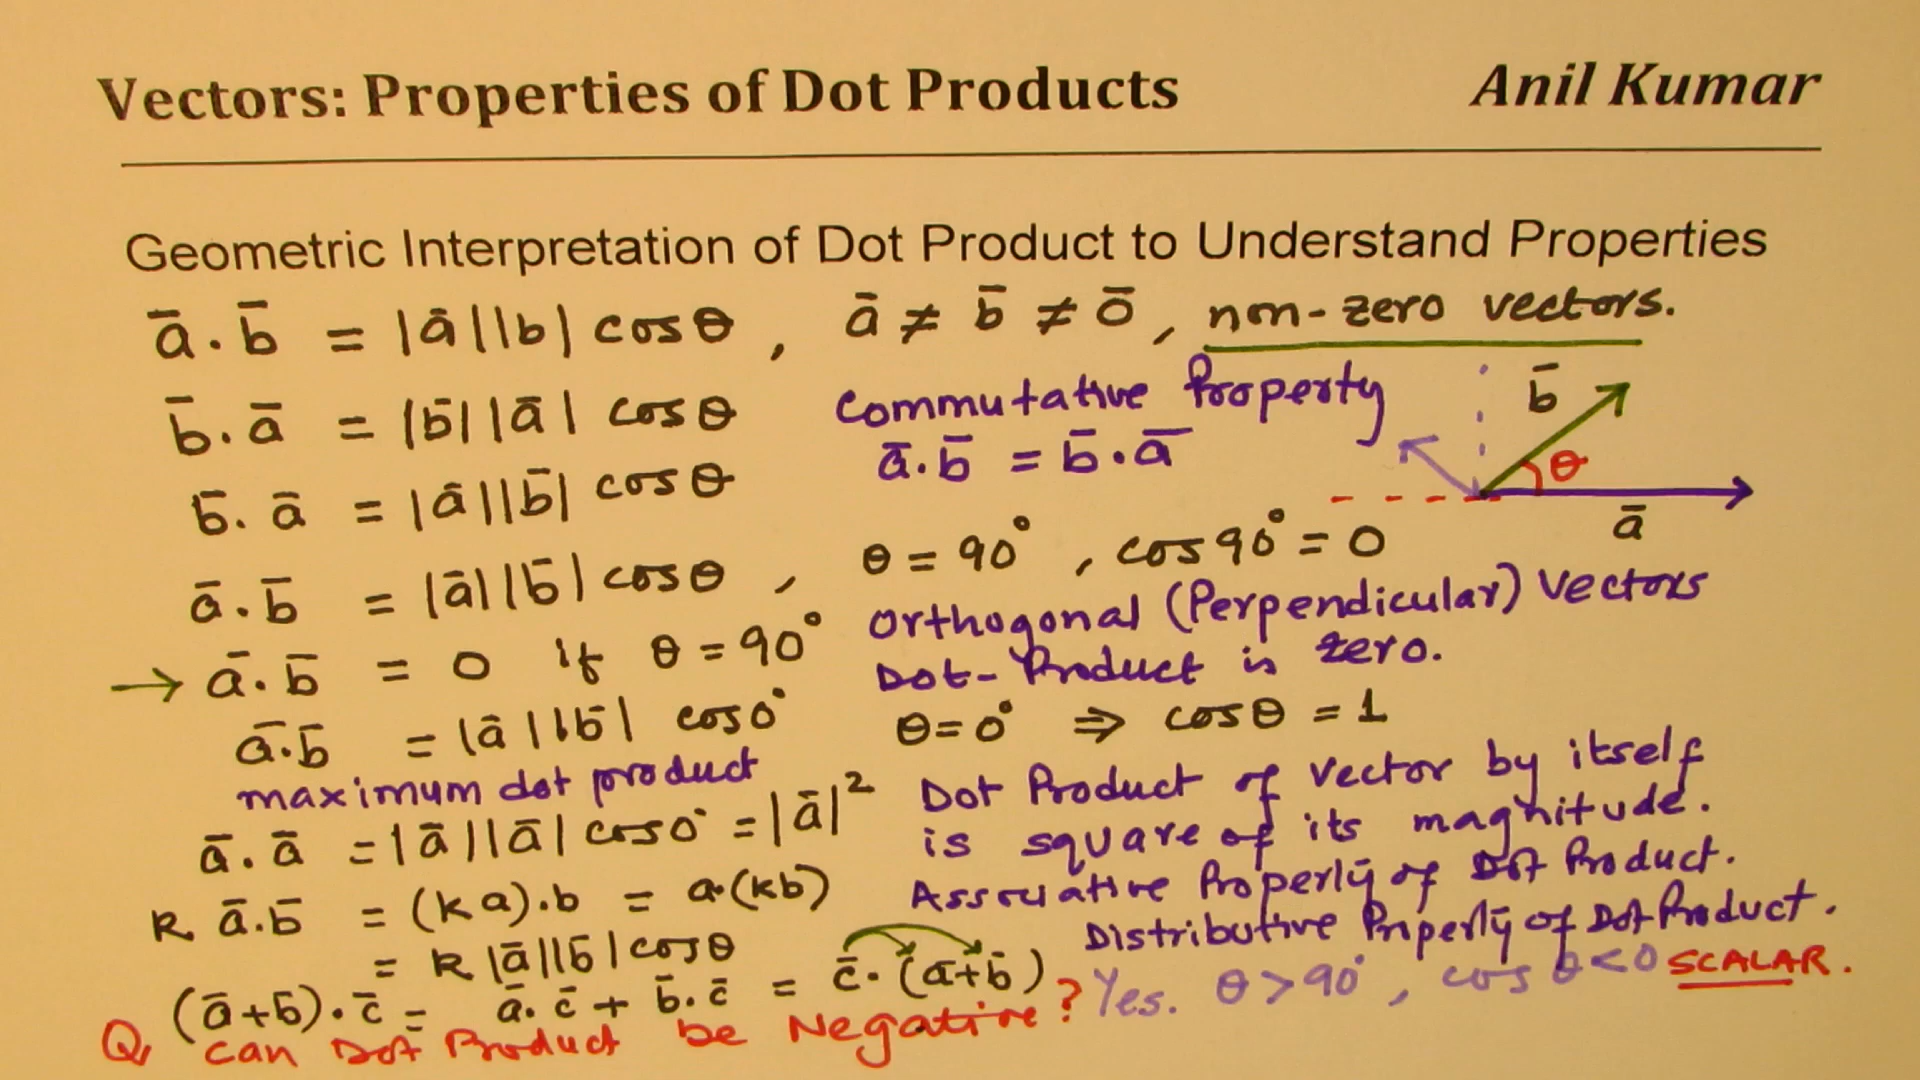 Vectors: Properties of Dot Products Anil Kumar
Geometric Interpretation of Dot Product to Understand Properties
ā.b̄ = |ā||b| cosθ, ā ≠ b̄ ≠ ō, non-zero vectors.
b̄.ā = |b̄||ā| cosθ Commutative Property
ā.b̄ = b̄.ā
b̄
θ
ā
b̄.ā = |ā||b̄| cosθ
ā.b̄ = |ā||b̄| cosθ, θ = 90°, cos90° = 0
→ ā.b̄ = 0 if θ = 90° Orthogonal (Perpendicular) Vectors
Dot-Product is zero.
ā.b̄ = |ā||b̄| cos0° θ=0° ⇒ cosθ = 1
maximum dot product
ā.ā = |ā||ā| cos0° = |ā|² Dot Product of vector by itself
is square of its magnitude.
k ā.b̄ = (ka).b = a.(kb) Associative Property of Dot Product.
= k|ā||b̄| cosθ
Distributive Property of Dot Product.
(ā+b̄).c̄ = ā.c̄ + b̄.c̄ = c̄.(ā+b̄)
Q Can Dot Product be Negative? Yes. θ>90°, cosθ<0 SCALAR.